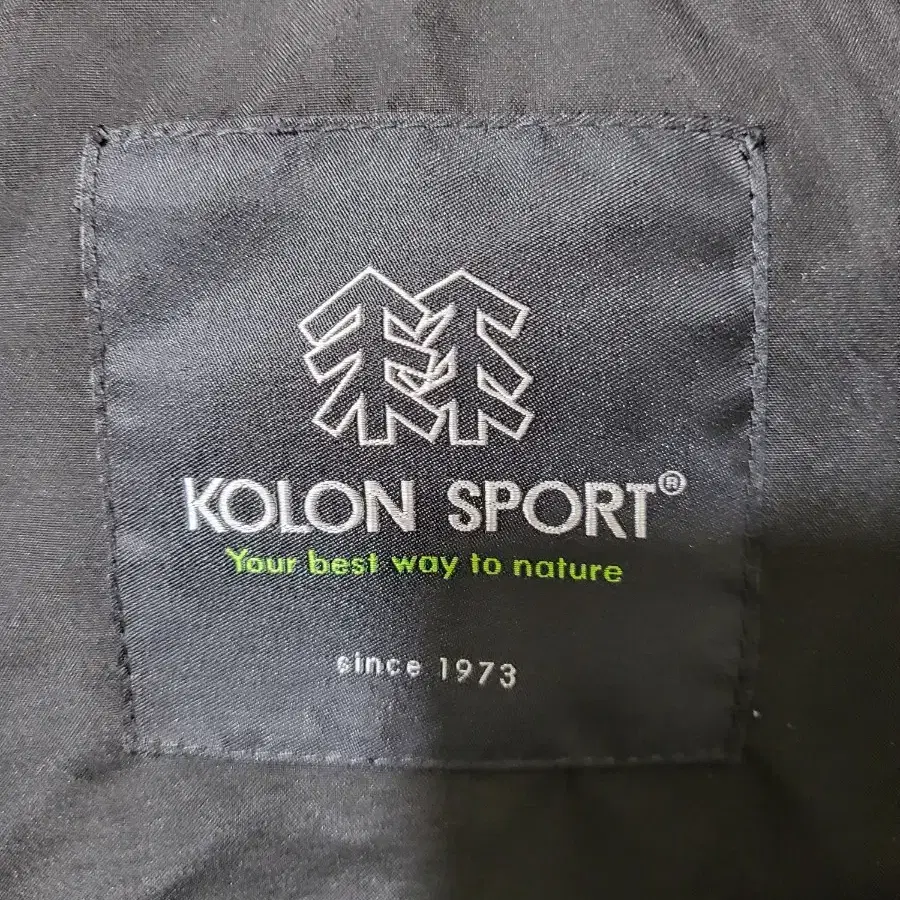 KOLON SPORT®
Your best way to nature
since 1973